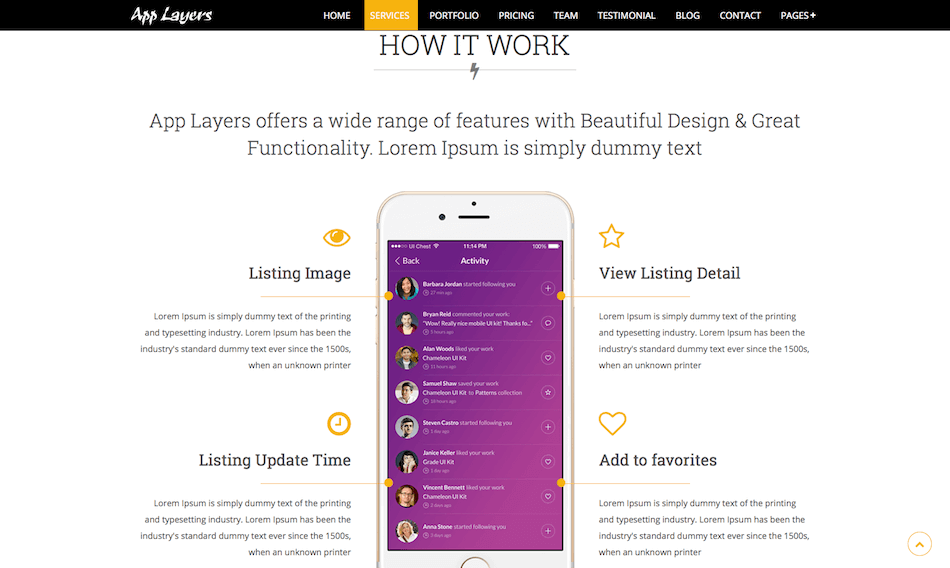 App Layers
HOME SERVICES PORTFOLIO PRICING TEAM TESTIMONIAL BLOG CONTACT PAGES+
HOW IT WORK
App Layers offers a wide range of features with Beautiful Design & Great
Functionality. Lorem Ipsum is simply dummy text
Listing Image
Lorem Ipsum is simply dummy text of the printing
and typesetting industry. Lorem Ipsum has been the
industry's standard dummy text ever since the 1500s,
when an unknown printer
Listing Update Time
Lorem Ipsum is simply dummy text of the printing
and typesetting industry. Lorem Ipsum has been the
industry's standard dummy text ever since the 1500s,
when an unknown printer
UI Chest 11:14 PM 100%
Back Activity
Barbara Jordan started following you
27 min ago
Bryan Reid commented your work:
"Wow! Really nice mobile UI kit! Thanks fo..."
5 hours ago
Alan Woods liked your work
Chameleon UI Kit
11 hours ago
Samuel Shaw saved your work
Chameleon UI Kit to Patterns collection
18 hours ago
Steven Castro started following you
1 day ago
Janice Keller liked your work
Grade UI Kit
1 day ago
Vincent Bennett liked your work
Chameleon UI Kit
2 days ago
Anna Stone started following you
3 days ago
View Listing Detail
Lorem Ipsum is simply dummy text of the printing
and typesetting industry. Lorem Ipsum has been the
industry's standard dummy text ever since the 1500s,
when an unknown printer
Add to favorites
Lorem Ipsum is simply dummy text of the printing
and typesetting industry. Lorem Ipsum has been the
industry's standard dummy text ever since the 1500s,
when an unknown printer